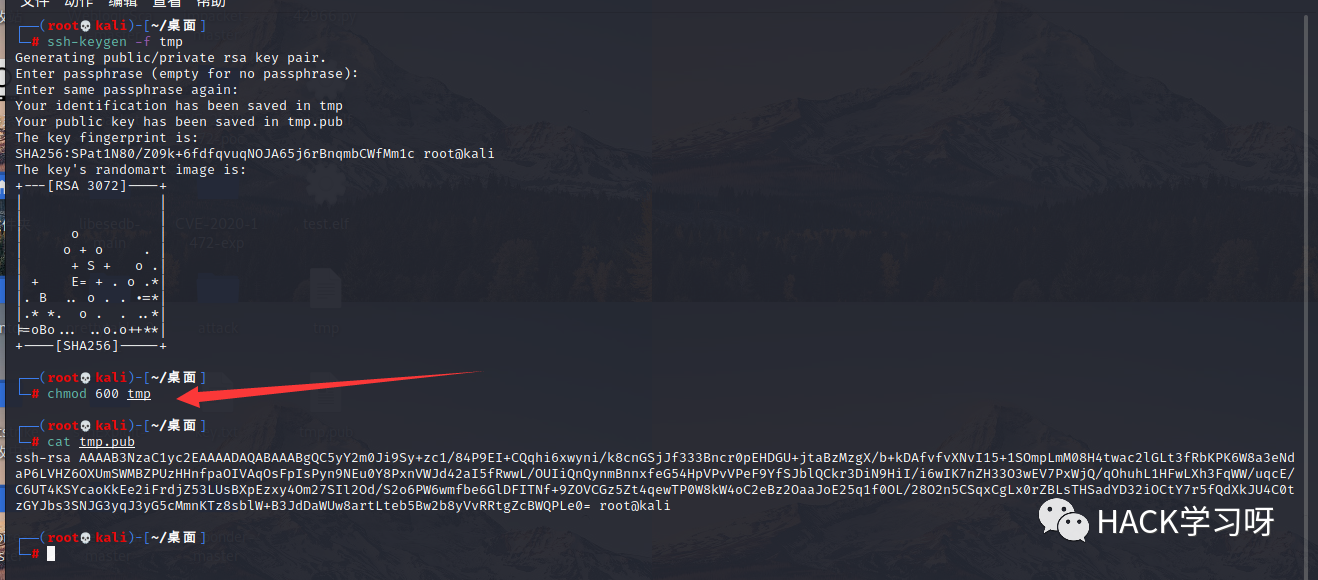 文件 动作 编辑 查看 帮助
┌──(root💀kali)-[~/桌面]
└─# ssh-keygen -f tmp
Generating public/private rsa key pair.
Enter passphrase (empty for no passphrase):
Enter same passphrase again:
Your identification has been saved in tmp
Your public key has been saved in tmp.pub
The key fingerprint is:
SHA256:SPat1N80/Z09k+6fdfqvuqNOJA65j6rBnqmbCWfMm1c root@kali
The key's randomart image is:
+---[RSA 3072]----+
|                 |
|                 |
|      o          |
|     o + o     . |
|      + S +   o .|
| +    E= + . o .*|
|. B  .. o . . •=*|
|.* *.  o .  . ..*|
|=oBo... ..o.o++**|
+----[SHA256]-----+
┌──(root💀kali)-[~/桌面]
└─# chmod 600 tmp
┌──(root💀kali)-[~/桌面]
└─# cat tmp.pub
ssh-rsa AAAAB3NzaC1yc2EAAAADAQABAAABgQC5yY2m0Ji9Sy+zc1/84P9EI+CQqhi6xwyni/k8cnGSjJf333Bncr0pEHDGU+jtaBzMzgX/b+kDAfvfvXNvI15+1SOmpLmM08H4twac2lGLt3fRbKPK6W8a3eNd
aP6LVHZ6OXUmSWMBZPUzHHnfpaOIVAqOsFpIsPyn9NEu0Y8PxnVWJd42aI5fRwwL/OUIiQnQynmBnnxfeG54HpVPvVPeF9YfSJblQCkr3DiN9HiI/i6wIK7nZH33O3wEV7PxWjQ/qOhuhL1HFwLXh3FqWW/uqcE/
C6UT4KSYcaoKkEe2iFrdjZ53LUsBXpEzxy4Om27SIl2Od/S2o6PW6wmfbe6GlDFITNf+9ZOVCGz5Zt4qewTP0W8kW4oC2eBz2OaaJoE25q1f0OL/28O2n5CSqxCgLx0rZBLsTHSadYD32iOCtY7r5fQdXkJU4C0t
zGYJbs3SNJG3yqJ3yG5cMmnKTz8sblW+B3JdDaWUw8artLteb5Bw2b8yVvRRtgZcBWQPLe0= root@kali
┌──(root💀kali)-[~/桌面]
└─#
HACK学习呀